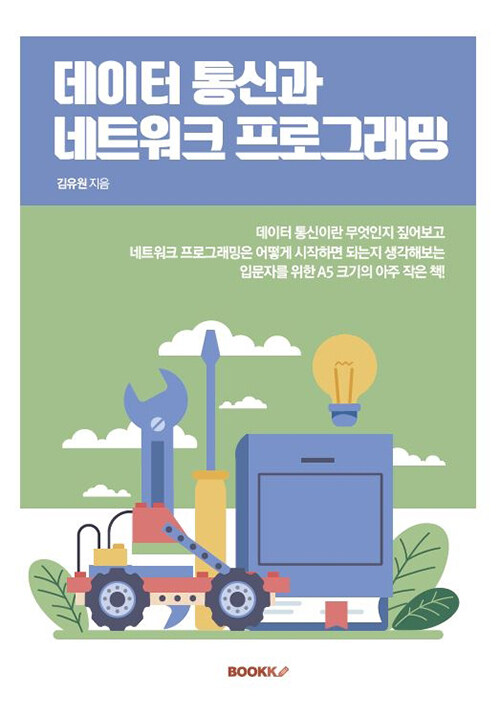 데이터 통신과
네트워크 프로그래밍
김유원 지음
데이터 통신이란 무엇인지 짚어보고
네트워크 프로그래밍은 어떻게 시작하면 되는지 생각해보는
입문자를 위한 A5 크기의 아주 작은 책!
BOOKK